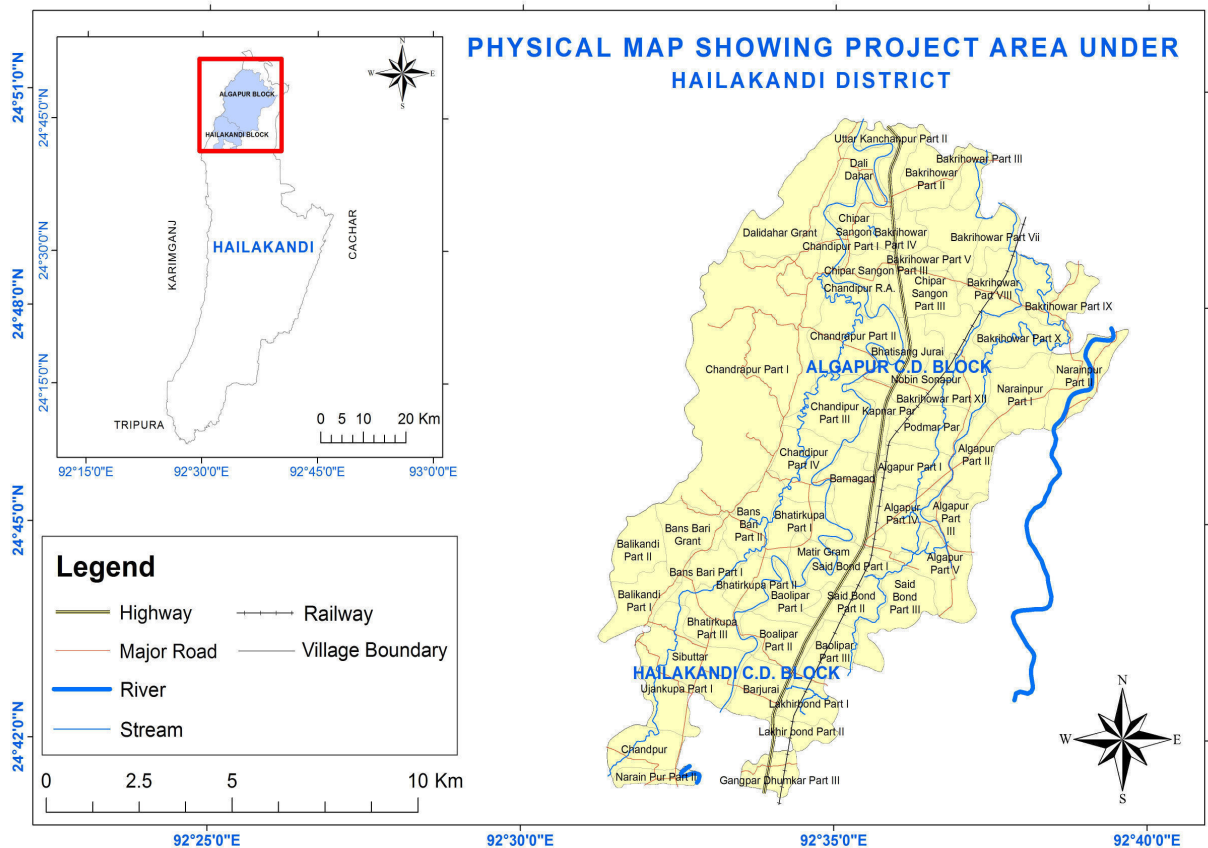 PHYSICAL MAP SHOWING PROJECT AREA UNDER
HAILAKANDI DISTRICT
N
W
E
S
ALGAPUR BLOCK
HAILAKANDI BLOCK
KARIMGANJ
HAILAKANDI
CACHAR
TRIPURA
0 5 10 20 Km
24°45'0"N
24°30'0"N
24°15'0"N
92°15'0"E
92°30'0"E
92°45'0"E
93°0'0"E
24°51'0"N
24°48'0"N
24°45'0"N
24°42'0"N
Uttar Kanchanpur Part II
Dali
Dahar
Bakrihowar Part III
Bakrihowar
Part II
Chipar
Sangon
Bakrihowar
Part IV
Dalidahar Grant
Chandipur Part I
Bakrihowar Part Vii
Bakrihowar Part V
Chipar Sangon Part III
Chandipur R.A.
Chipar
Sangon
Part III
Bakrihowar
Part VIII
Bakrihowar Part IX
Chandrapur Part II
Bakrihowar Part X
Bhatisang Jurai
ALGAPUR C.D. BLOCK
Chandrapur Part I
Nobin Sonapur
Narainpur
Part II
Narainpur
Part I
Bakrihowar Part XII
Chandipur
Part III
Kapnar Par
Podmar Par
Chandipur
Part IV
Algapur
Part II
Algapur Part I
Barnagad
Bans
Bari
Part II
Bhatirkupa
Part I
Algapur
Part IV
Algapur
Part
III
Bans Bari
Grant
Balikandi
Part II
Matir Gram
Said Bond Part I
Algapur
Part V
Bans Bari Part I
Bhatirkupa Part II
Balikandi
Part I
Baolipar
Part I
Said Bond
Part II
Said
Bond
Part III
Bhatirkupa
Part III
Boalipar
Part II
Baolipar
Part III
Sibuttar
HAILAKANDI C.D. BLOCK
Ujankupa Part I
Barjurai
Lakhirbond Part I
Lakhir bond Part II
Chandpur
Narain Pur Part II
Gangpar Dhumkar Part III
Legend
Highway
Railway
Major Road
Village Boundary
River
Stream
0 2.5 5 10 Km
N
W
E
S
92°25'0"E
92°30'0"E
92°35'0"E
92°40'0"E